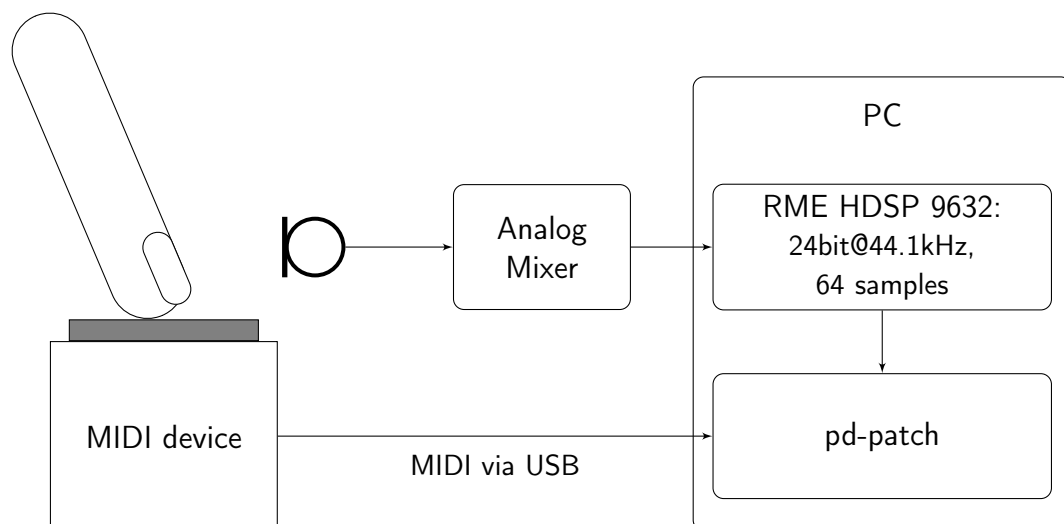 PC
Analog
Mixer
RME HDSP 9632:
24bit@44.1kHz,
64 samples
MIDI device
MIDI via USB
pd-patch